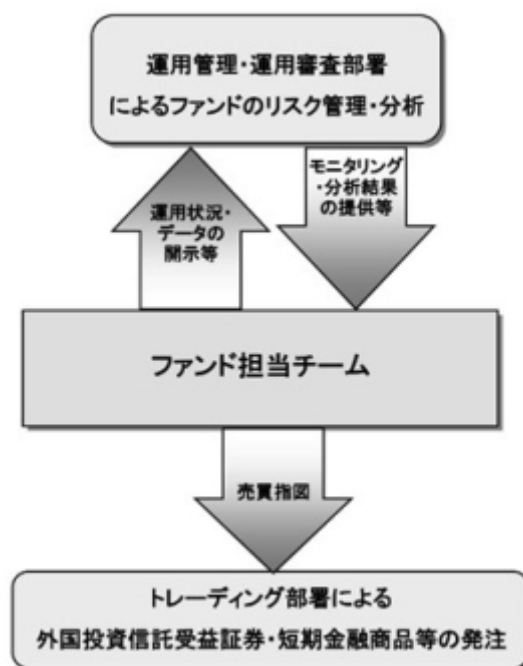 運用管理・運用審査部署
によるファンドのリスク管理・分析
運用状況・
データの
開示等
モニタリング
・分析結果
の提供等
ファンド担当チーム
売買指図
トレーディング部署による
外国投資信託受益証券・短期金融商品等の発注